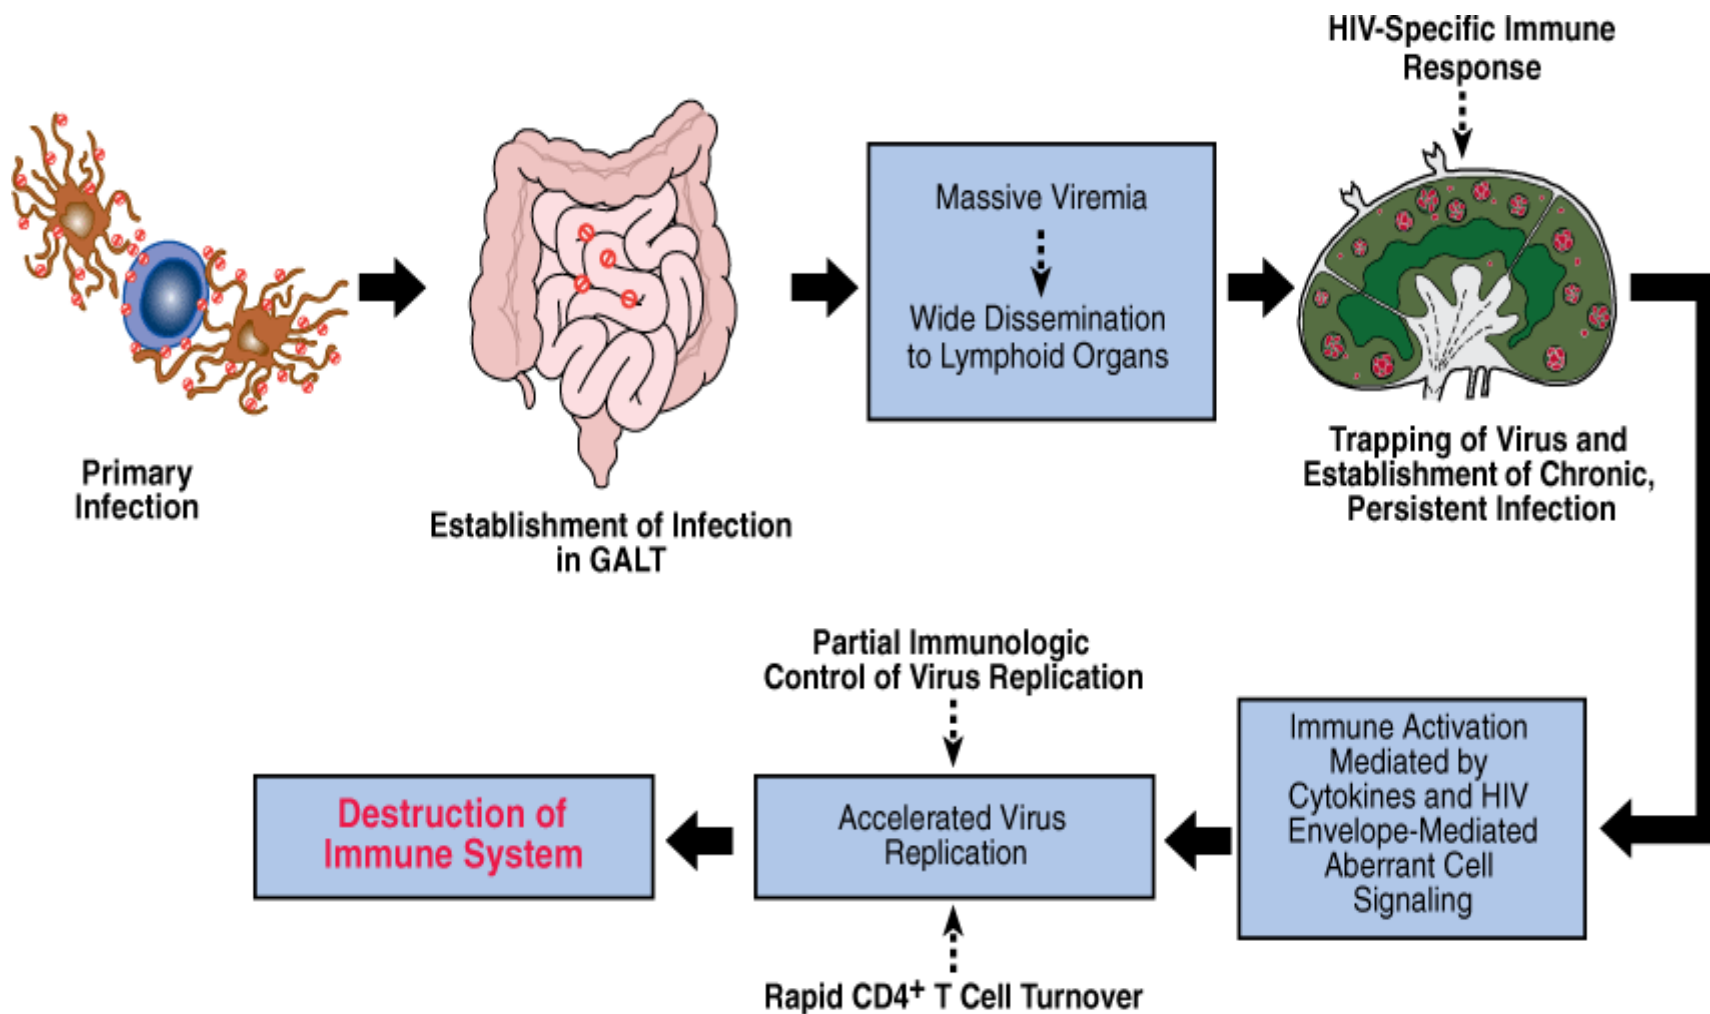 HIV-Specific Immune
Response
Massive Viremia
Wide Dissemination
to Lymphoid Organs
Primary
Infection
Establishment of Infection
in GALT
Trapping of Virus and
Establishment of Chronic,
Persistent Infection
Partial Immunologic
Control of Virus Replication
Immune Activation
Mediated by
Cytokines and HIV
Envelope-Mediated
Aberrant Cell
Signaling
Accelerated Virus
Replication
Destruction of
Immune System
Rapid CD4⁺ T Cell Turnover